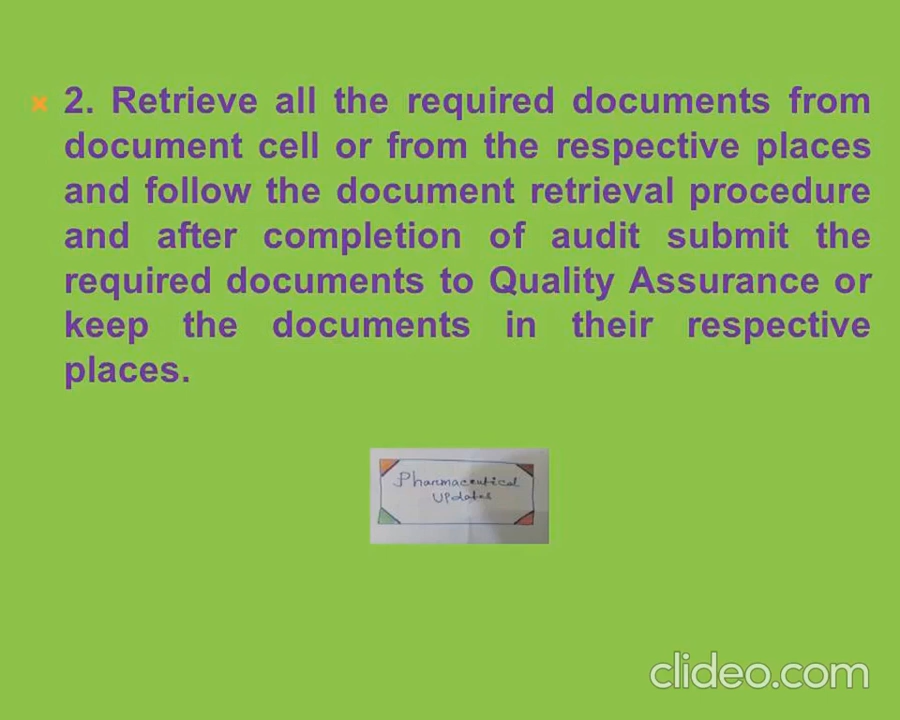 2. Retrieve all the required documents from
document cell or from the respective places
and follow the document retrieval procedure
and after completion of audit submit the
required documents to Quality Assurance or
keep the documents in their respective
places.
Pharmaceutical
Updates
clideo.com